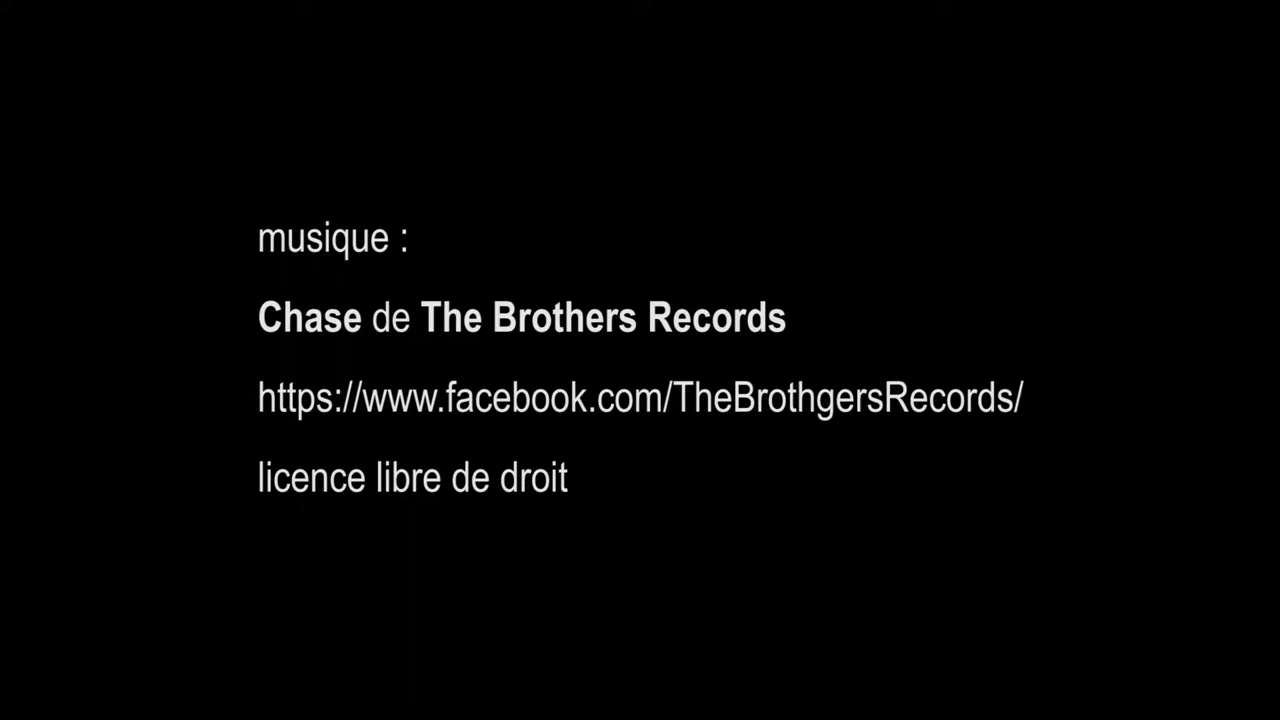 musique :
Chase de The Brothers Records
https://www.facebook.com/TheBrothgersRecords/
licence libre de droit